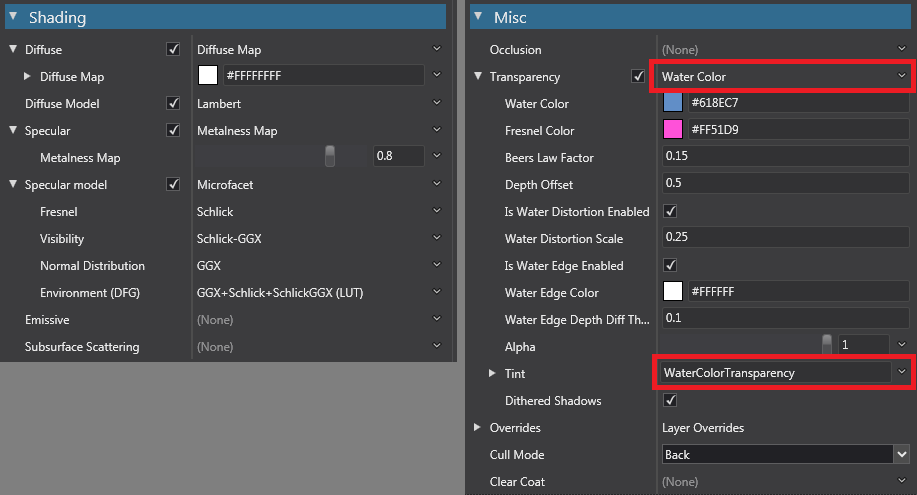 Shading
Diffuse Diffuse Map
Diffuse Map #FFFFFFFF
Diffuse Model Lambert
Specular Metalness Map
Metalness Map 0.8
Specular model Microfacet
Fresnel Schlick
Visibility Schlick-GGX
Normal Distribution GGX
Environment (DFG) GGX+Schlick+SchlickGGX (LUT)
Emissive (None)
Subsurface Scattering (None)
Misc
Occlusion (None)
Transparency Water Color
Water Color #618EC7
Fresnel Color #FF51D9
Beers Law Factor 0.15
Depth Offset 0.5
Is Water Distortion Enabled
Water Distortion Scale 0.25
Is Water Edge Enabled
Water Edge Color #FFFFFF
Water Edge Depth Diff Th... 0.1
Alpha 1
Tint WaterColorTransparency
Dithered Shadows
Overrides Layer Overrides
Cull Mode Back
Clear Coat (None)